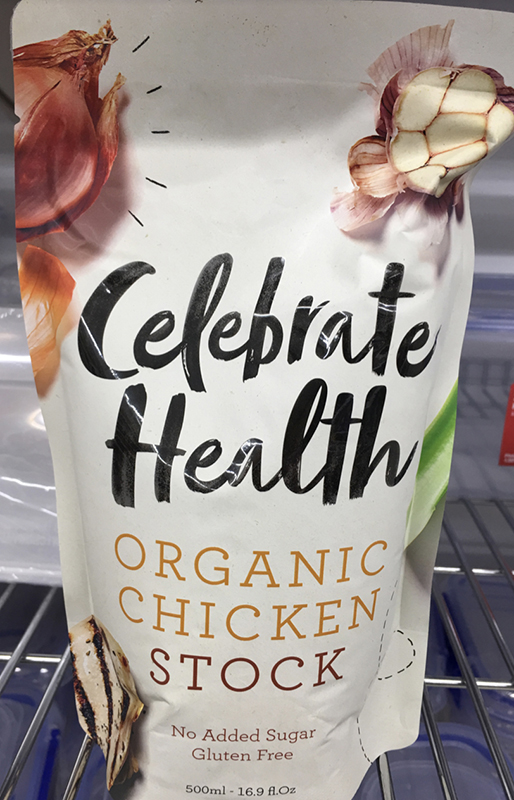 Celebrate
Health
ORGANIC
CHICKEN
STOCK
No Added Sugar
Gluten Free
500ml - 16.9 fl.Oz